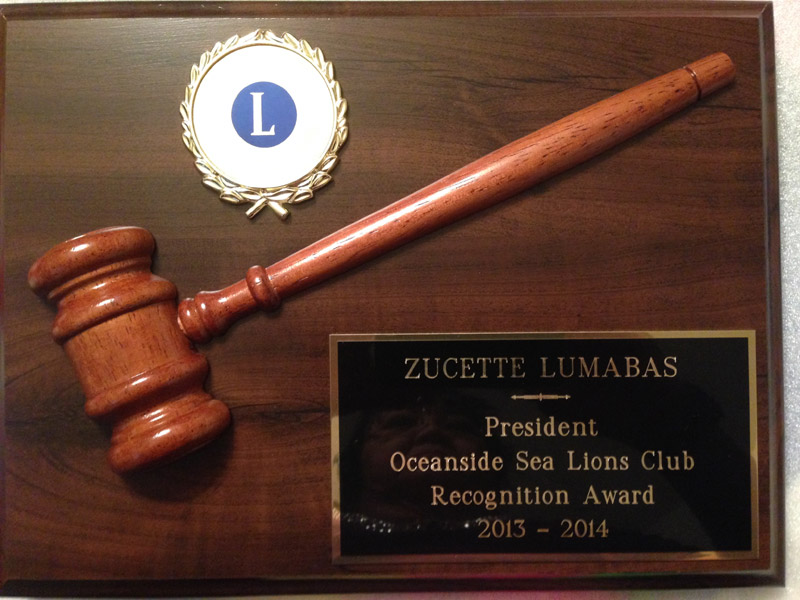 L
ZUCETTE LUMABAS
President
Oceanside Sea Lions Club
Recognition Award
2013 - 2014